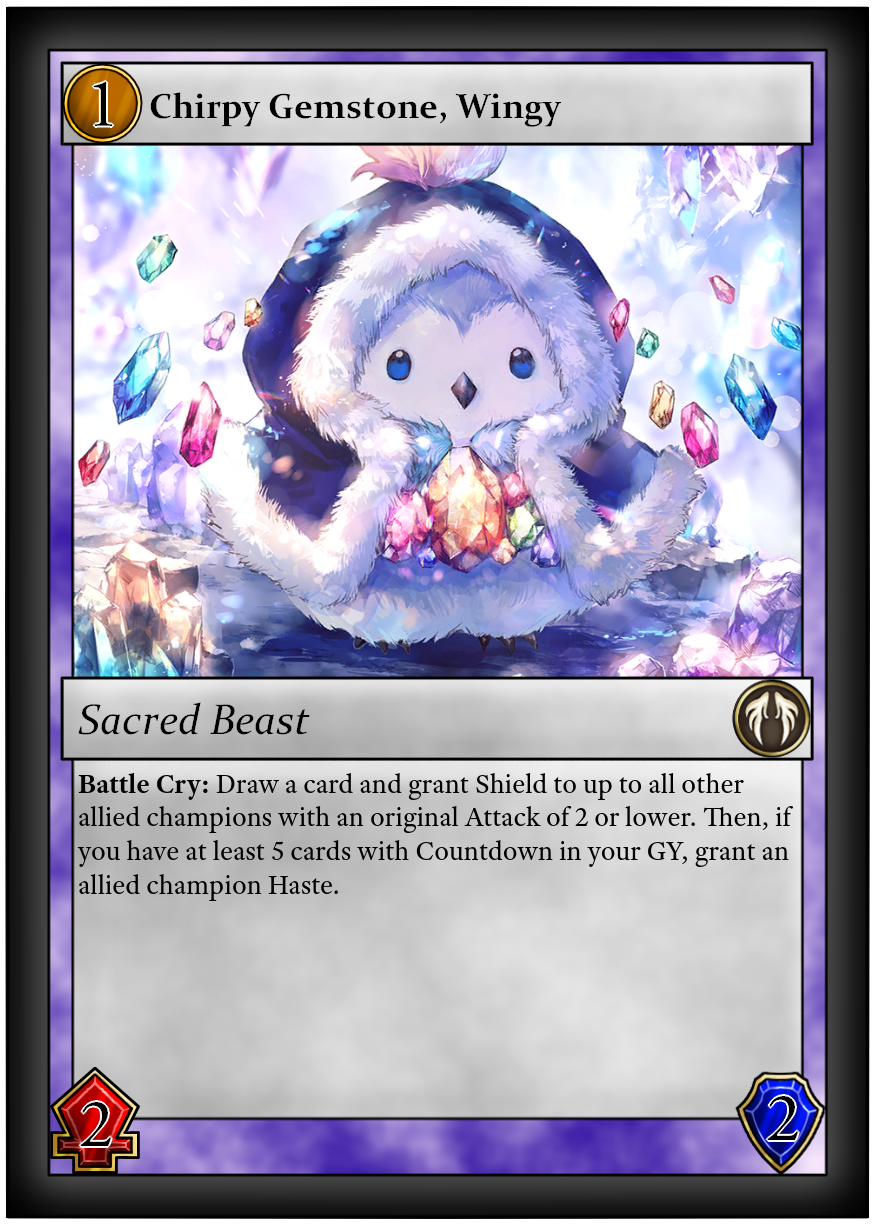 1
Chirpy Gemstone, Wingy
Sacred Beast
Battle Cry: Draw a card and grant Shield to up to all other
allied champions with an original Attack of 2 or lower. Then, if
you have at least 5 cards with Countdown in your GY, grant an
allied champion Haste.
2
2